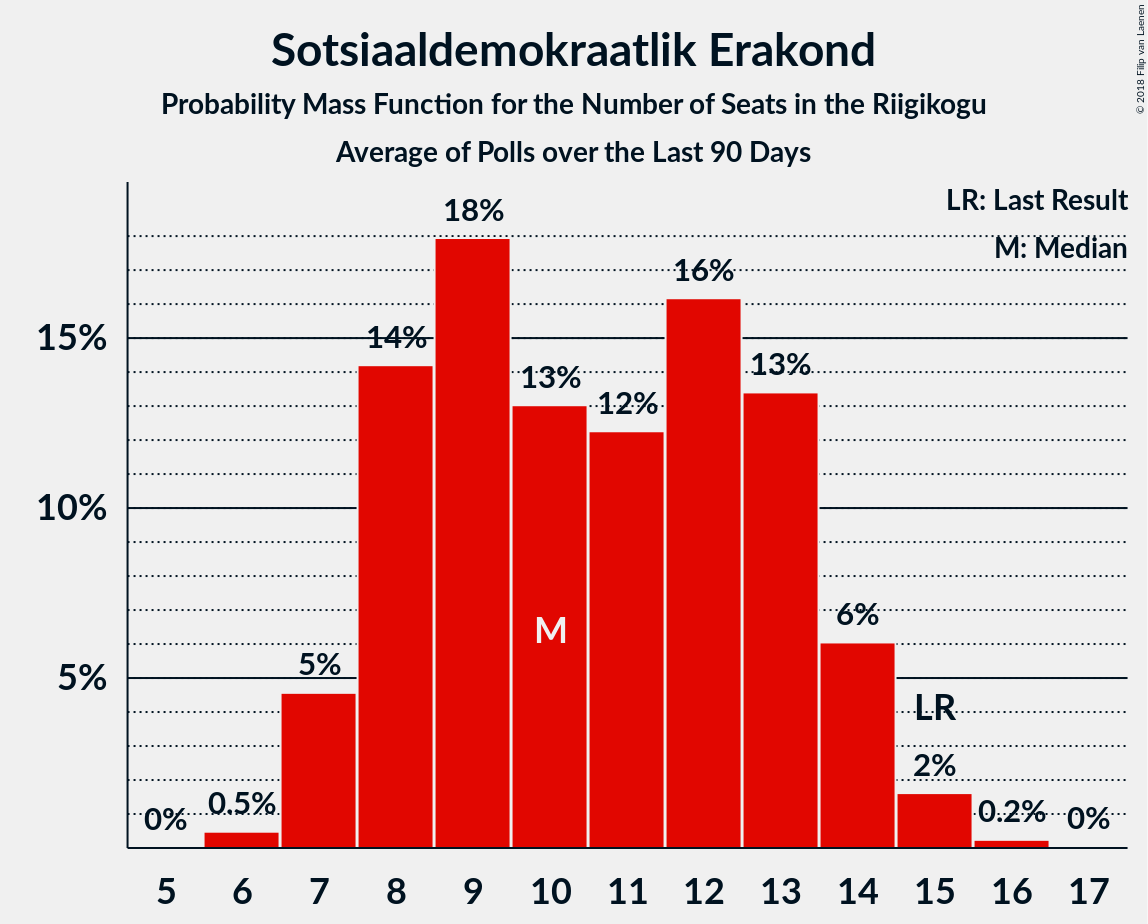 Sotsiaaldemokraatlik Erakond
Probability Mass Function for the Number of Seats in the Riigikogu
Average of Polls over the Last 90 Days
© 2018 Filip van Laenen
LR: Last Result
M: Median
18%
16%
15%
14%
13%
13%
12%
10%
6%
M
5%
5%
LR
2%
0.5%
0%
0.2%
0%
5 6 7 8 9 10 11 12 13 14 15 16 17